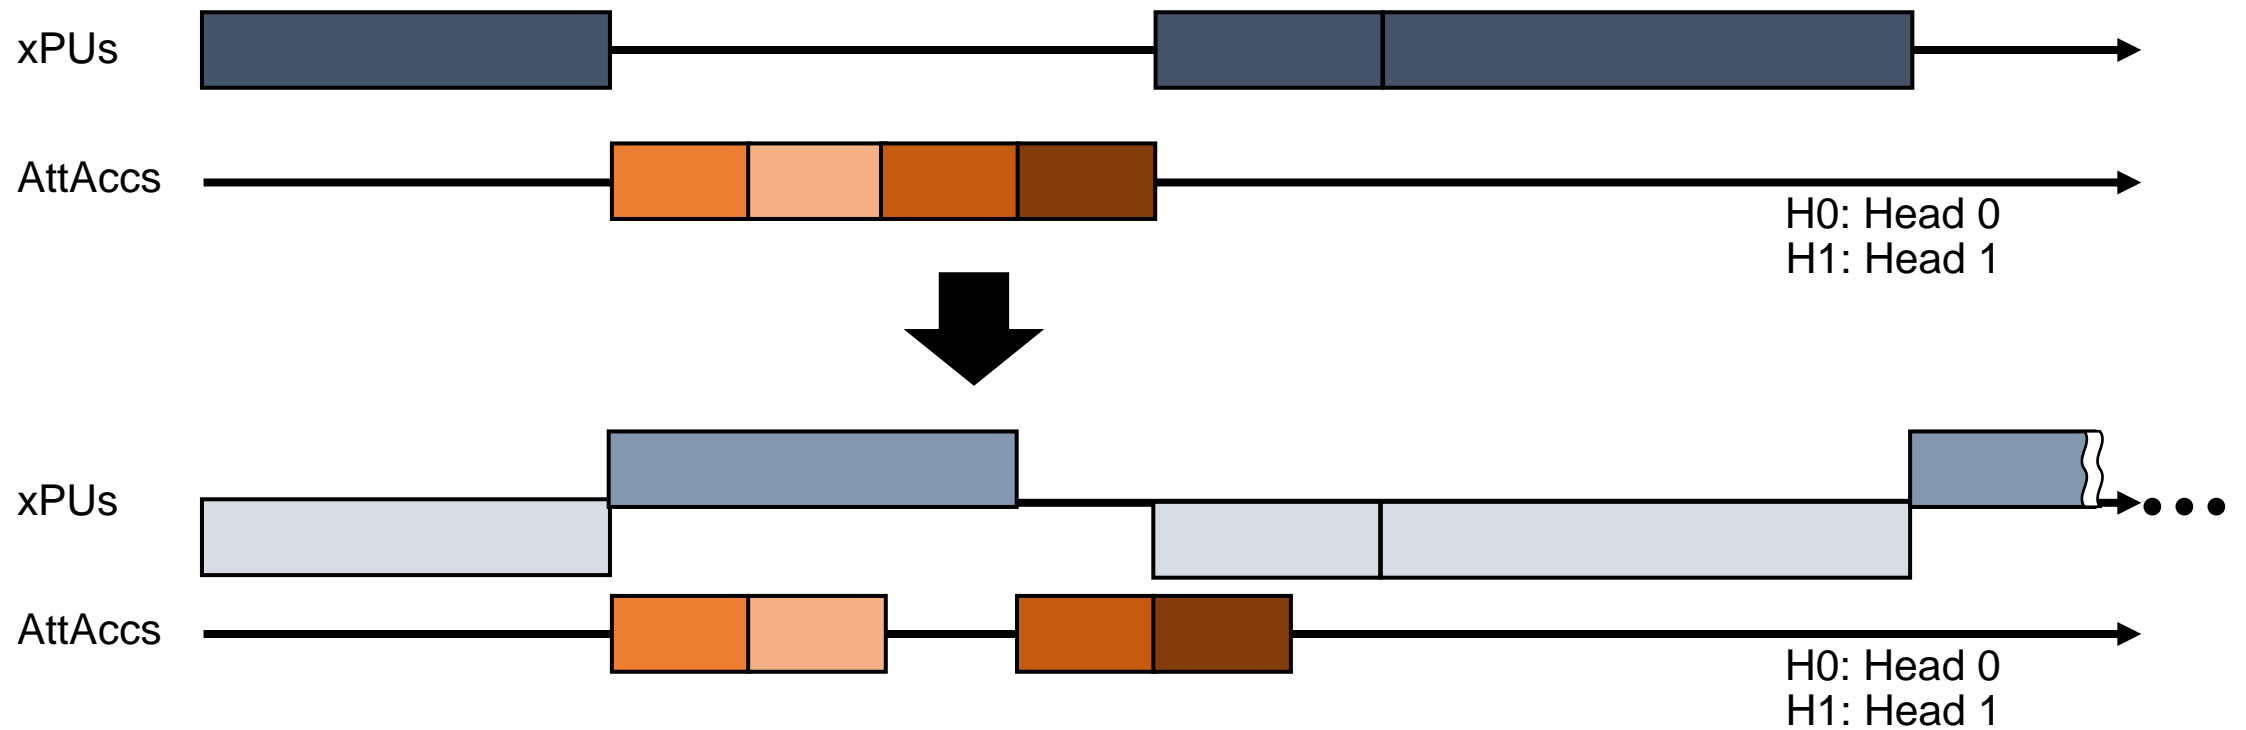 xPUs
AttAccs
H0: Head 0
H1: Head 1
xPUs
AttAccs
H0: Head 0
H1: Head 1